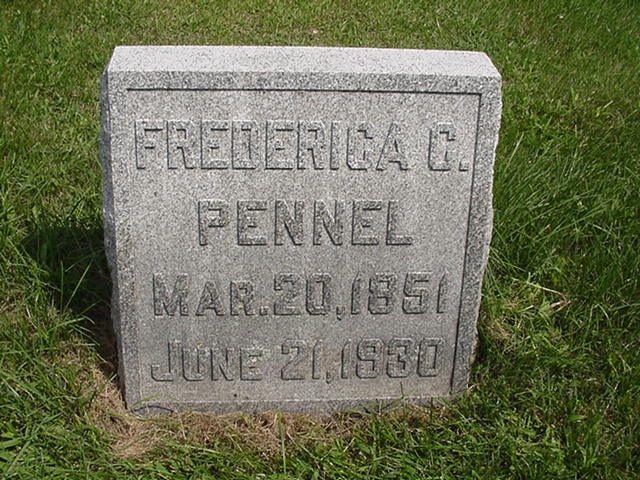 FREDERICA C.
PENNEL
MAR. 20, 1851
JUNE 21, 1930